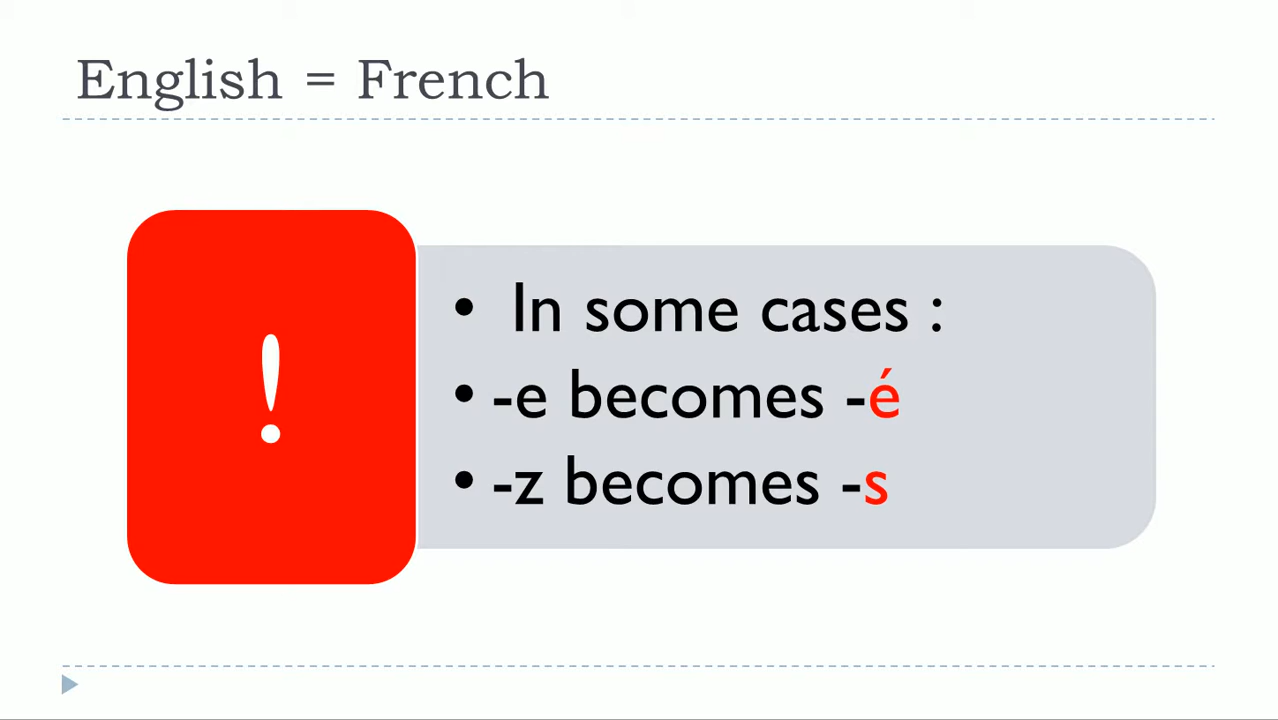 English = French
!
• In some cases :
• -e becomes -é
• -z becomes -s